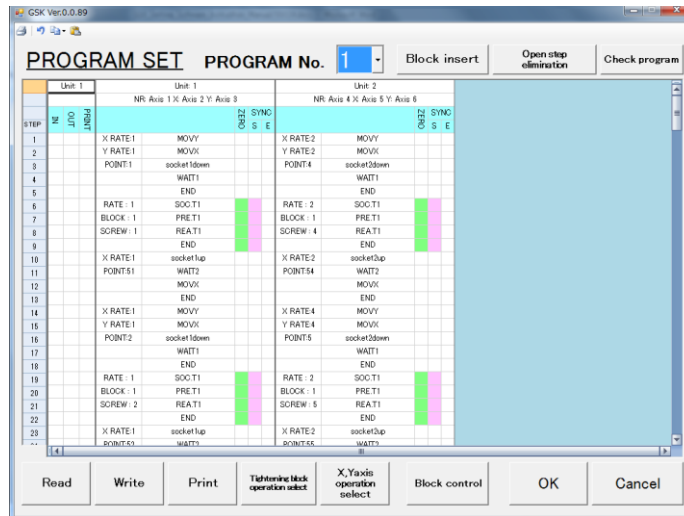 GSK Ver.0.0.89
PROGRAM SET PROGRAM No. 1 Block insert Open step elimination Check program
Unit: 1 Unit: 1 Unit: 2
NR: Axis 1 X: Axis 2 Y: Axis 3 NR: Axis 4 X: Axis 5 Y: Axis 6
STEP IN OUT PRINT ZERO SYNC S E ZERO SYNC S E
1 X RATE:1 MOVY X RATE:2 MOVY
2 Y RATE:1 MOVX Y RATE:2 MOVX
3 POINT:1 socket1down POINT:4 socket2down
4 WAIT1 WAIT1
5 END END
6 RATE : 1 SOC.T1 RATE : 2 SOC.T1
7 BLOCK : 1 PRE.T1 BLOCK : 1 PRE.T1
8 SCREW : 1 REA.T1 SCREW : 4 REA.T1
9 END END
10 X RATE:1 socket1up X RATE:2 socket2up
11 POINT:51 WAIT2 POINT:54 WAIT2
12 MOVX MOVX
13 END END
14 X RATE:1 MOVY X RATE:4 MOVY
15 Y RATE:1 MOVX Y RATE:4 MOVX
16 POINT:2 socket1down POINT:5 socket2down
17 WAIT1 WAIT1
18 END END
19 RATE : 1 SOC.T1 RATE : 2 SOC.T1
20 BLOCK : 1 PRE.T1 BLOCK : 1 PRE.T1
21 SCREW : 2 REA.T1 SCREW : 5 REA.T1
22 END END
23 X RATE:1 socket1up X RATE:1 socket2up
POINT:52 WAIT2 POINT:55 WAIT2
Read Write Print Tightening block operation select X,Yaxis operation select Block control OK Cancel